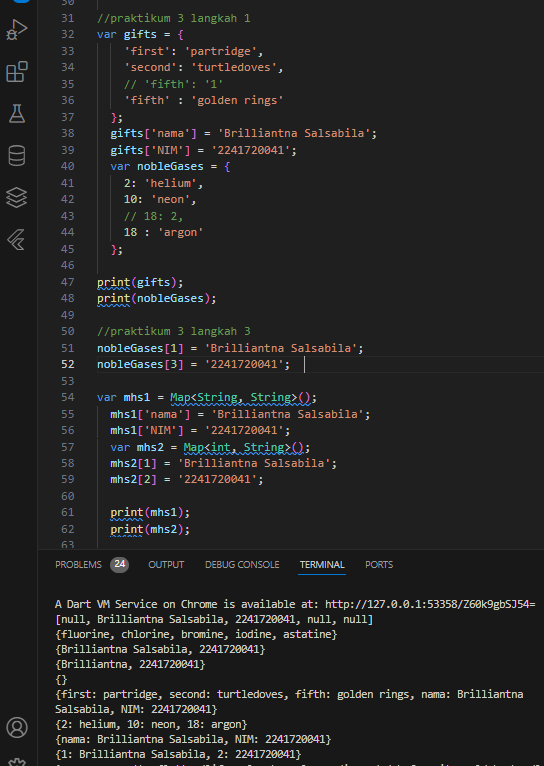 30
31 //praktikum 3 langkah 1
32 var gifts = {
33 'first': 'partridge',
34 'second': 'turtledoves',
35 // 'fifth': '1'
36 'fifth' : 'golden rings'
37 };
38 gifts['nama'] = 'Brilliantna Salsabila';
39 gifts['NIM'] = '2241720041';
40 var nobleGases = {
41 2: 'helium',
42 10: 'neon',
43 // 18: 2,
44 18 : 'argon'
45 };
46
47 print(gifts);
48 print(nobleGases);
49
50 //praktikum 3 langkah 3
51 nobleGases[1] = 'Brilliantna Salsabila';
52 nobleGases[3] = '2241720041';
53
54 var mhs1 = Map<String, String>();
55 mhs1['nama'] = 'Brilliantna Salsabila';
56 mhs1['NIM'] = '2241720041';
57 var mhs2 = Map<int, String>();
58 mhs2[1] = 'Brilliantna Salsabila';
59 mhs2[2] = '2241720041';
60
61 print(mhs1);
62 print(mhs2);
63
PROBLEMS 24 OUTPUT DEBUG CONSOLE TERMINAL PORTS
A Dart VM Service on Chrome is available at: http://127.0.0.1:53358/Z60k9gbSJ54=
[null, Brilliantna Salsabila, 2241720041, null, null]
{fluorine, chlorine, bromine, iodine, astatine}
{Brilliantna Salsabila, 2241720041}
{Brilliantna, 2241720041}
{}
{first: partridge, second: turtledoves, fifth: golden rings, nama: Brilliantna
Salsabila, NIM: 2241720041}
{2: helium, 10: neon, 18: argon}
{nama: Brilliantna Salsabila, NIM: 2241720041}
{1: Brilliantna Salsabila, 2: 2241720041}